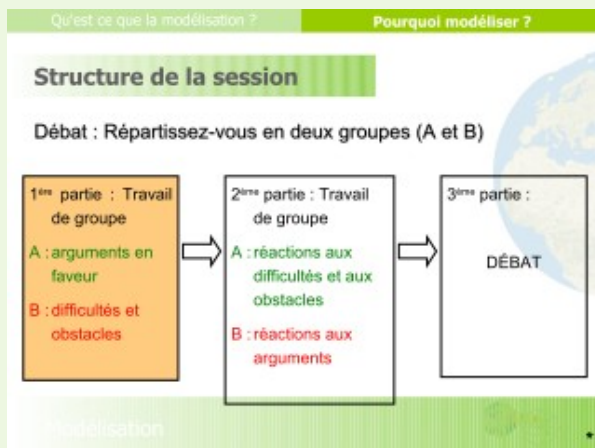 Qu'est ce que la modélisation ?
Pourquoi modéliser ?
Structure de la session
Débat : Répartissez-vous en deux groupes (A et B)
1ère partie : Travail
de groupe
A : arguments en
faveur
B : difficultés et
obstacles
2ème partie : Travail
de groupe
A : réactions aux
difficultés et aux
obstacles
B : réactions aux
arguments
3ème partie :
DÉBAT
Modélisation
*